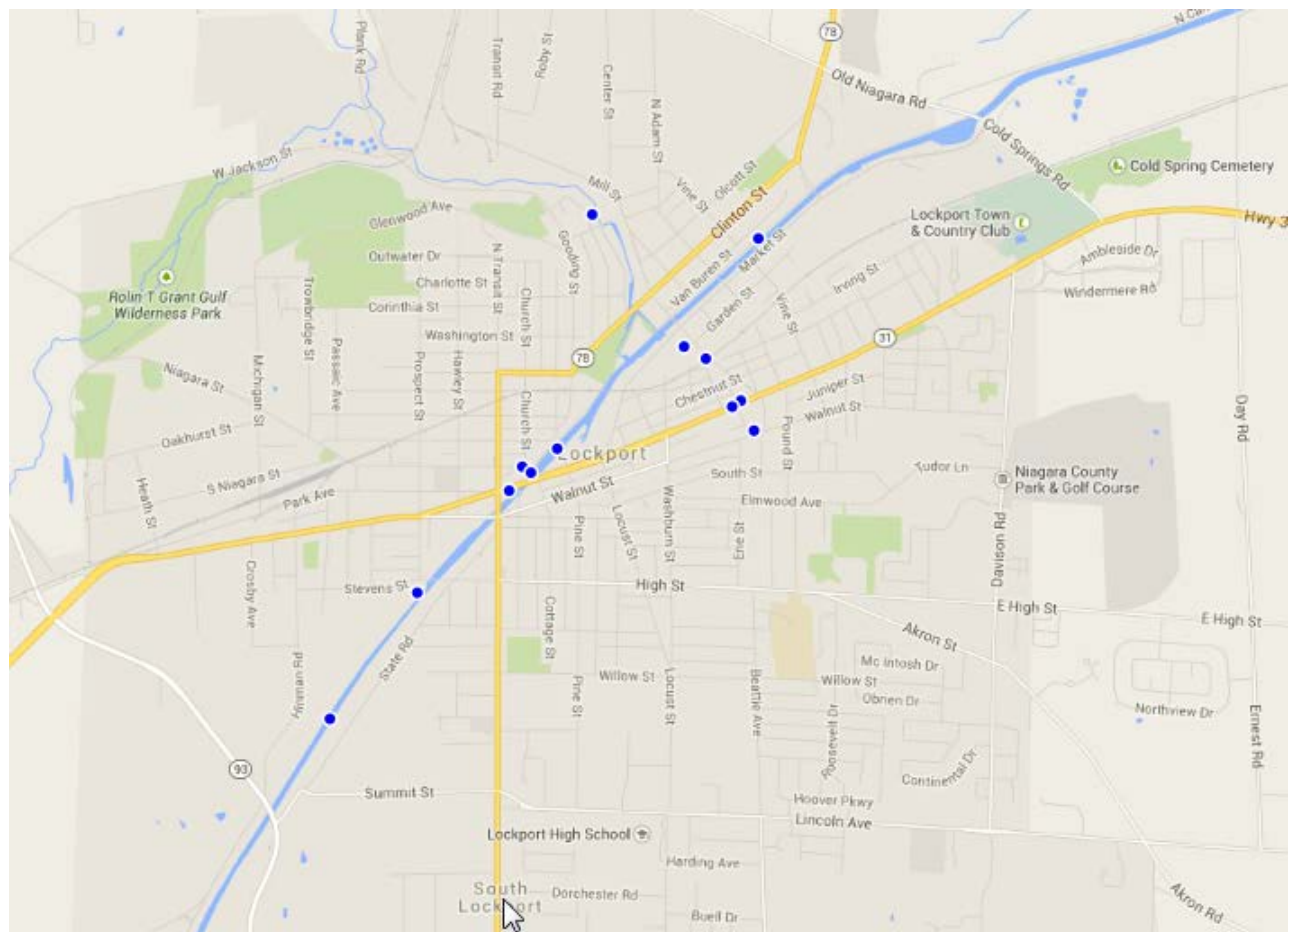 Plank Rd
Transit Rd
Roby St
Center St
N Adam St
78
Old Niagara Rd
Cold Springs Rd
Cold Spring Cemetery
W Jackson St
Mill St
Vine St
Olcott St
Clinton St
Lockport Town
& Country Club
Hwy 3
Glenwood Ave
Gooding St
Outwater Dr
N Transit St
Van Buren St
Market St
Ambleside Dr
Charlotte St
Irving St
Windermere Rd
Rolin T Grant Gulf
Wilderness Park
Trowbridge St
Corinthia St
Church St
Garden St
Vine St
Washington St
31
78
Niagara St
Michigan St
Passaic Ave
Prospect St
Hawley St
Chestnut St
Juniper St
Walnut St
Day Rd
Church St
Oakhurst St
Pound St
Lockport
S Niagara St
South St
Tudor Ln
Niagara County
Park & Golf Course
Heath St
Park Ave
Walnut St
Washburn St
Elmwood Ave
Pine St
Locust St
Erie St
Division Rd
Crosby Ave
Stevens St
High St
E High St
E High St
Cottage St
Akron St
State Rd
Hinman Rd
Willow St
Locust St
Pine St
Beattie Ave
Mc Intosh Dr
Willow St
Obrien Dr
Roosevelt Dr
Northview Dr
Ernest Rd
93
Continental Dr
Summit St
Hoover Pkwy
Lincoln Ave
Lockport High School
Harding Ave
South
Lockport
Dorchester Rd
Buell Dr
Akron Rd